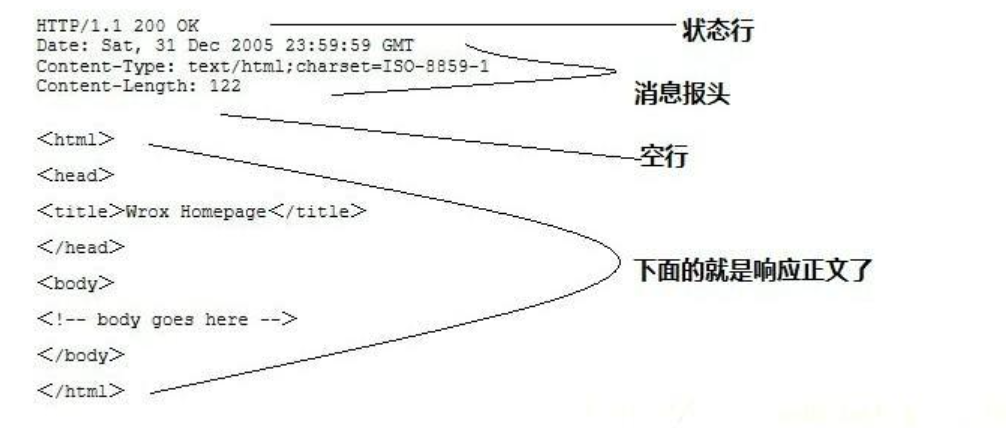 HTTP/1.1 200 OK
状态行
Date: Sat, 31 Dec 2005 23:59:59 GMT
Content-Type: text/html;charset=ISO-8859-1
Content-Length: 122
消息报头
空行
<html>
<head>
<title>Wrox Homepage</title>
</head>
<body>
下面的就是响应正文了
<!-- body goes here -->
</body>
</html>